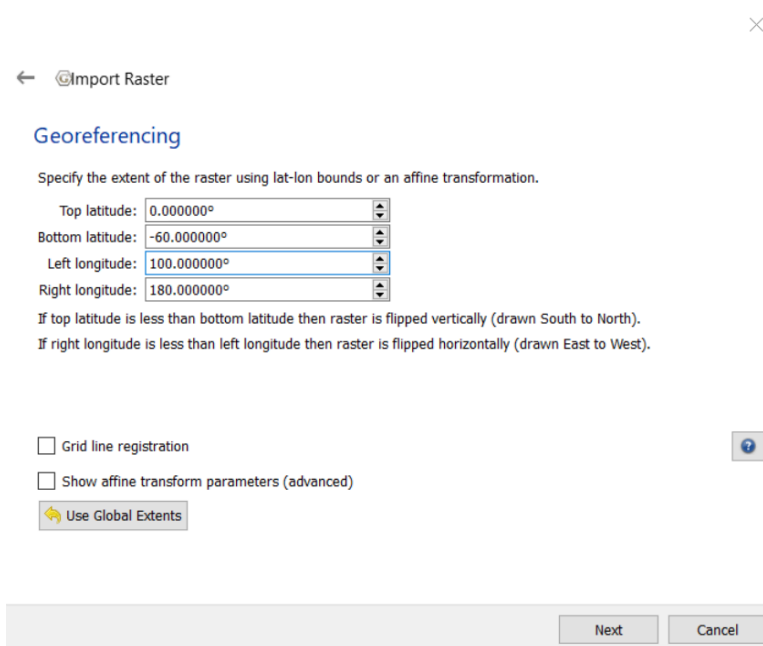 Import Raster
Georeferencing
Specify the extent of the raster using lat-lon bounds or an affine transformation.
Top latitude: 0.000000°
Bottom latitude: -60.000000°
Left longitude: 100.000000°
Right longitude: 180.000000°
If top latitude is less than bottom latitude then raster is flipped vertically (drawn South to North).
If right longitude is less than left longitude then raster is flipped horizontally (drawn East to West).
Grid line registration
?
Show affine transform parameters (advanced)
Use Global Extents
Next Cancel